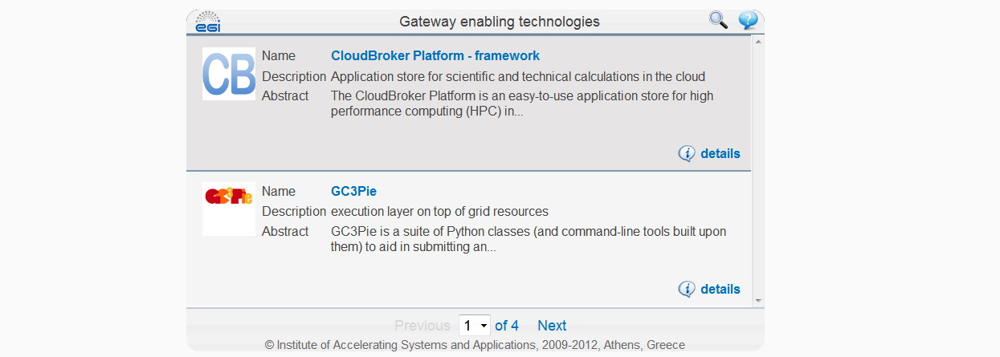 egi Gateway enabling technologies ?
CB Name CloudBroker Platform - framework
Description Application store for scientific and technical calculations in the cloud
Abstract The CloudBroker Platform is an easy-to-use application store for high
performance computing (HPC) in...
i details
GC3Pie Name GC3Pie
Description execution layer on top of grid resources
Abstract GC3Pie is a suite of Python classes (and command-line tools built upon
them) to aid in submitting an...
i details
Previous 1 of 4 Next
© Institute of Accelerating Systems and Applications, 2009-2012, Athens, Greece